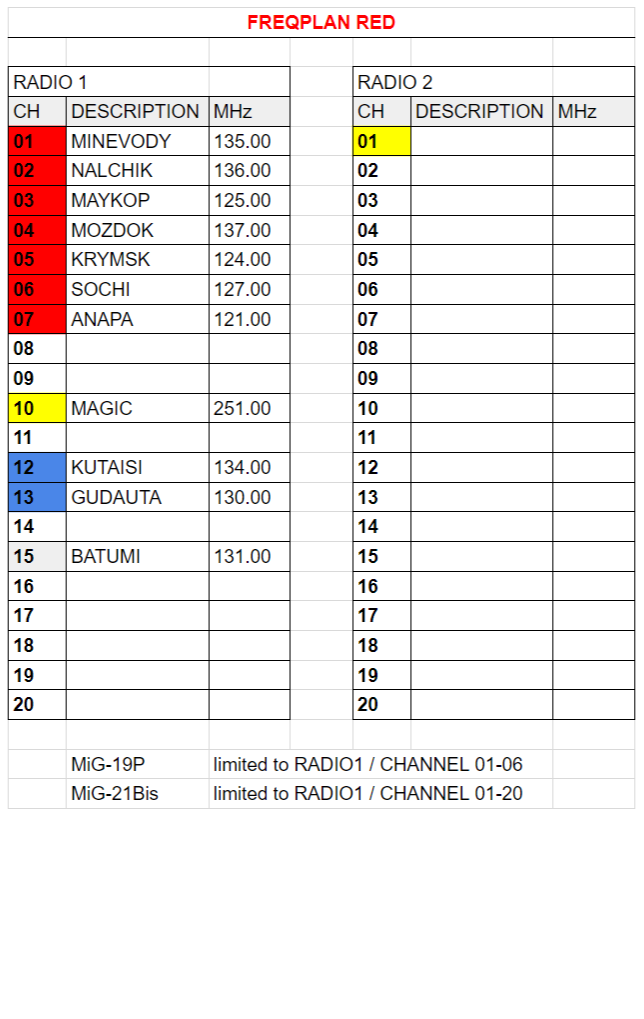 FREQPLAN RED
RADIO 1 RADIO 2
CH DESCRIPTION MHz CH DESCRIPTION MHz
01 MINEVODY 135.00 01
02 NALCHIK 136.00 02
03 MAYKOP 125.00 03
04 MOZDOK 137.00 04
05 KRYMSK 124.00 05
06 SOCHI 127.00 06
07 ANAPA 121.00 07
08 08
09 09
10 MAGIC 251.00 10
11 11
12 KUTAISI 134.00 12
13 GUDAUTA 130.00 13
14 14
15 BATUMI 131.00 15
16 16
17 17
18 18
19 19
20 20
MiG-19P limited to RADIO1 / CHANNEL 01-06
MiG-21Bis limited to RADIO1 / CHANNEL 01-20